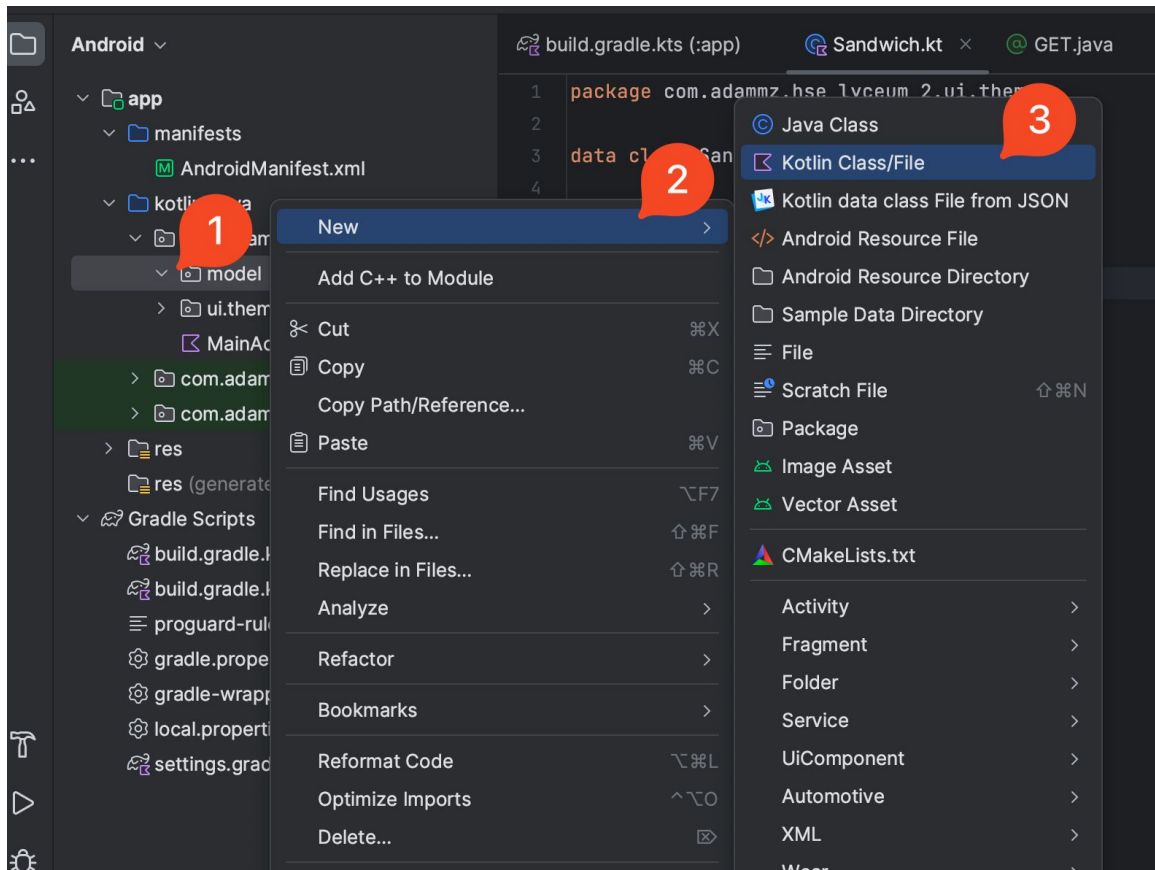 Android
build.gradle.kts (:app)
Sandwich.kt
GET.java
app
manifests
AndroidManifest.xml
model
MainAc
com.adam
com.adam
res
res (generate
Gradle Scripts
build.gradle.k
build.gradle.k
proguard-rul
gradle.prope
gradle-wrapp
local.properti
settings.grad
1
2
3
4
package com.adammz.hse_lyceum_2.ui.them
data cl San
1
2
3
New
Add C++ to Module
Cut ⌘X
Copy ⌘C
Copy Path/Reference...
Paste ⌘V
Find Usages ⌥F7
Find in Files... ⇧⌘F
Replace in Files... ⇧⌘R
Analyze
Refactor
Bookmarks
Reformat Code ⌥⌘L
Optimize Imports ^⌥O
Delete... ⌦
Java Class
Kotlin Class/File
Kotlin data class File from JSON
Android Resource File
Android Resource Directory
Sample Data Directory
File
Scratch File ⇧⌘N
Package
Image Asset
Vector Asset
CMakeLists.txt
Activity
Fragment
Folder
Service
UiComponent
Automotive
XML